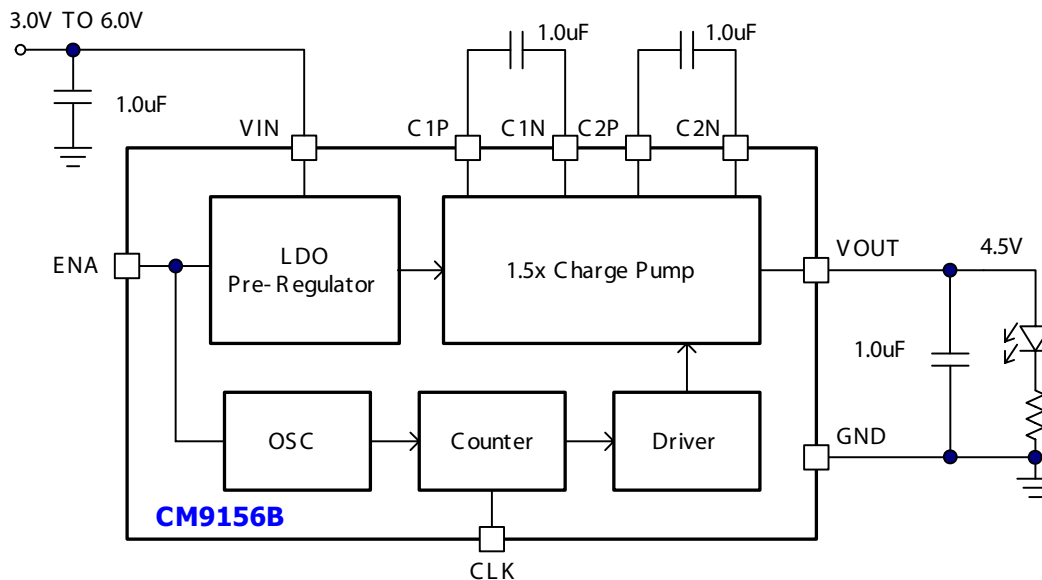 3.0V TO 6.0V
1.0uF
1.0uF
1.0uF
VIN
C1P
C1N
C2P
C2N
ENA
LDO
Pre-Regulator
1.5x Charge Pump
VOUT
4.5V
1.0uF
OSC
Counter
Driver
GND
CM9156B
CLK